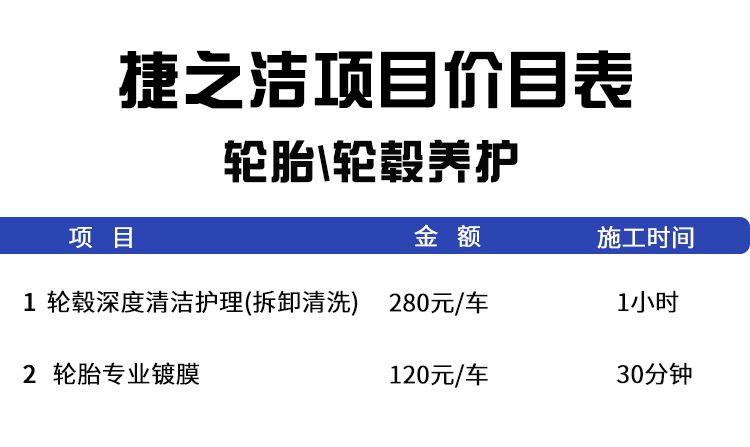 捷之洁项目价目表
轮胎\轮毂养护
项 目 金 额 施工时间
1 轮毂深度清洁护理(拆卸清洗) 280元/车 1小时
2 轮胎专业镀膜 120元/车 30分钟